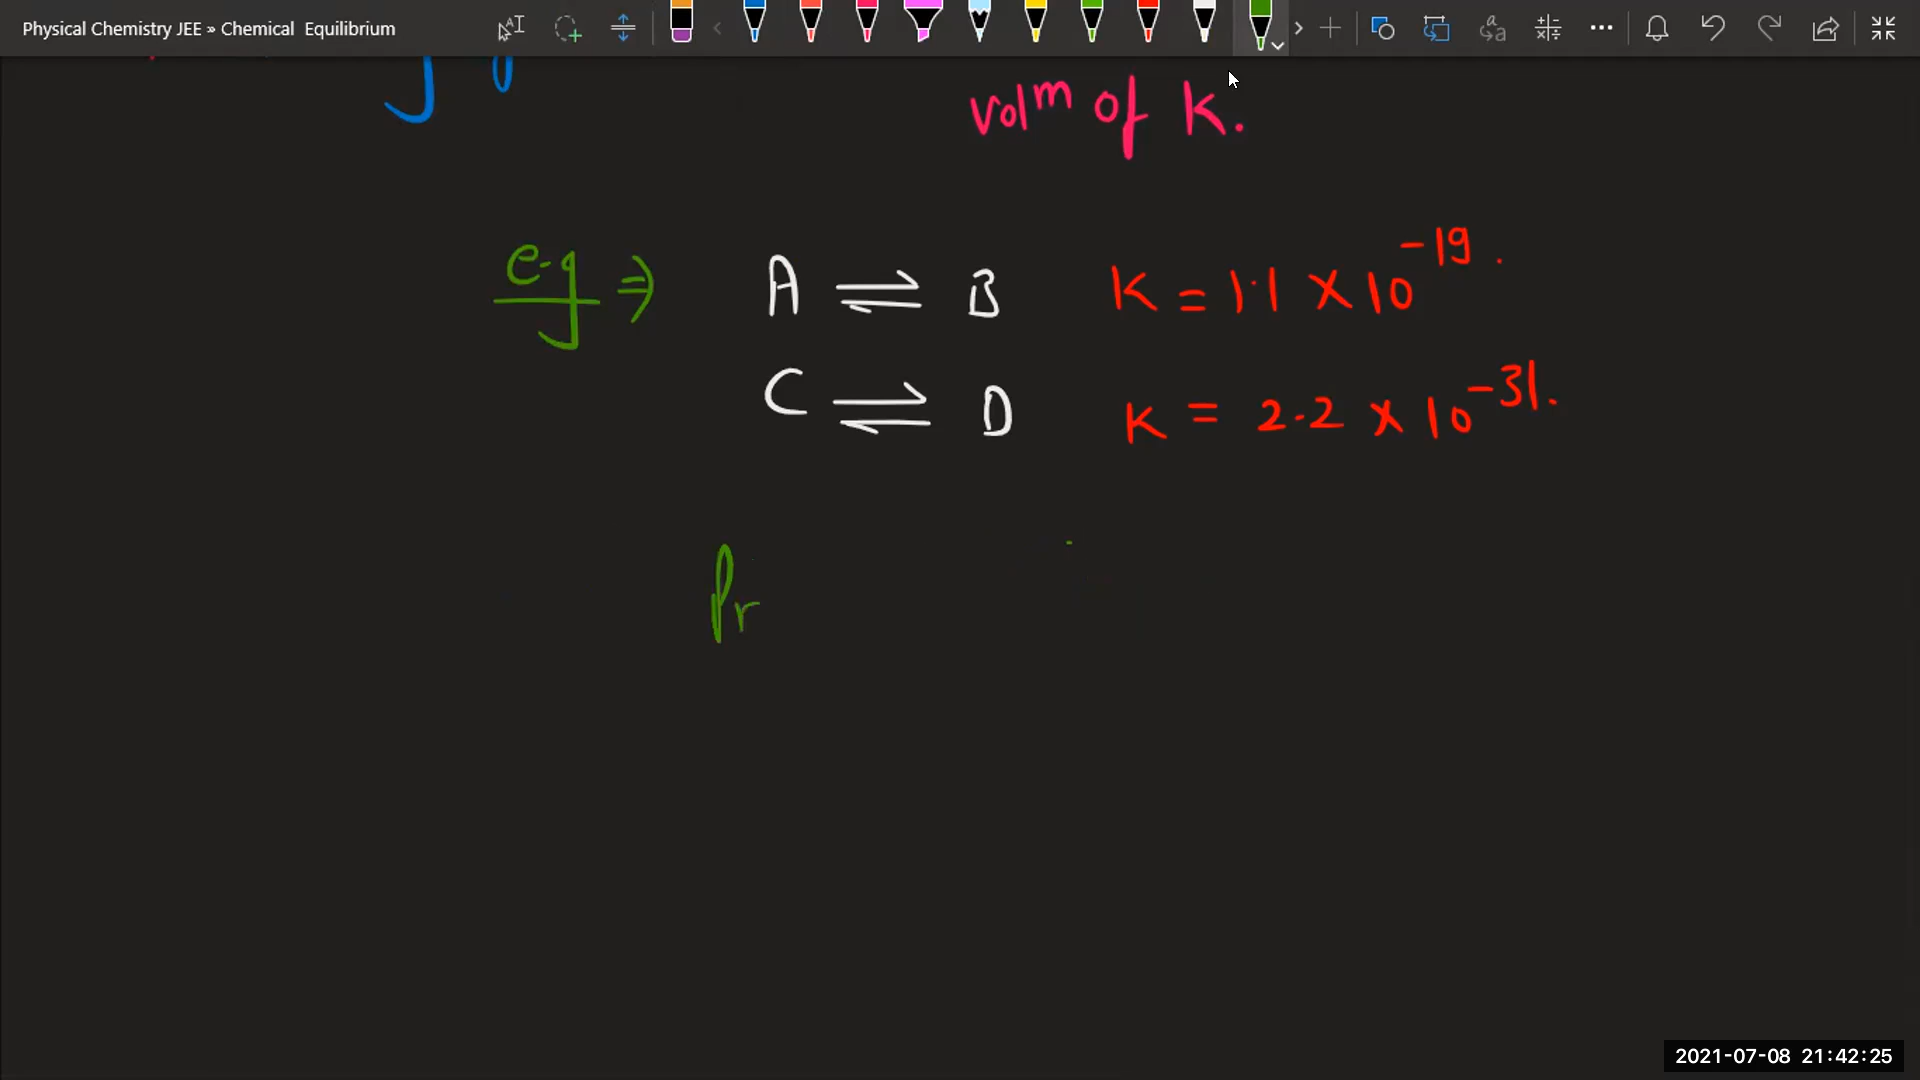 Physical Chemistry JEE » Chemical Equilibrium
volm of K.
e.g ⇒ A ⇌ B K = 1.1 × 10^-19.
C ⇌ D K = 2.2 × 10^-31.
Pr
2021-07-08 21:42:25